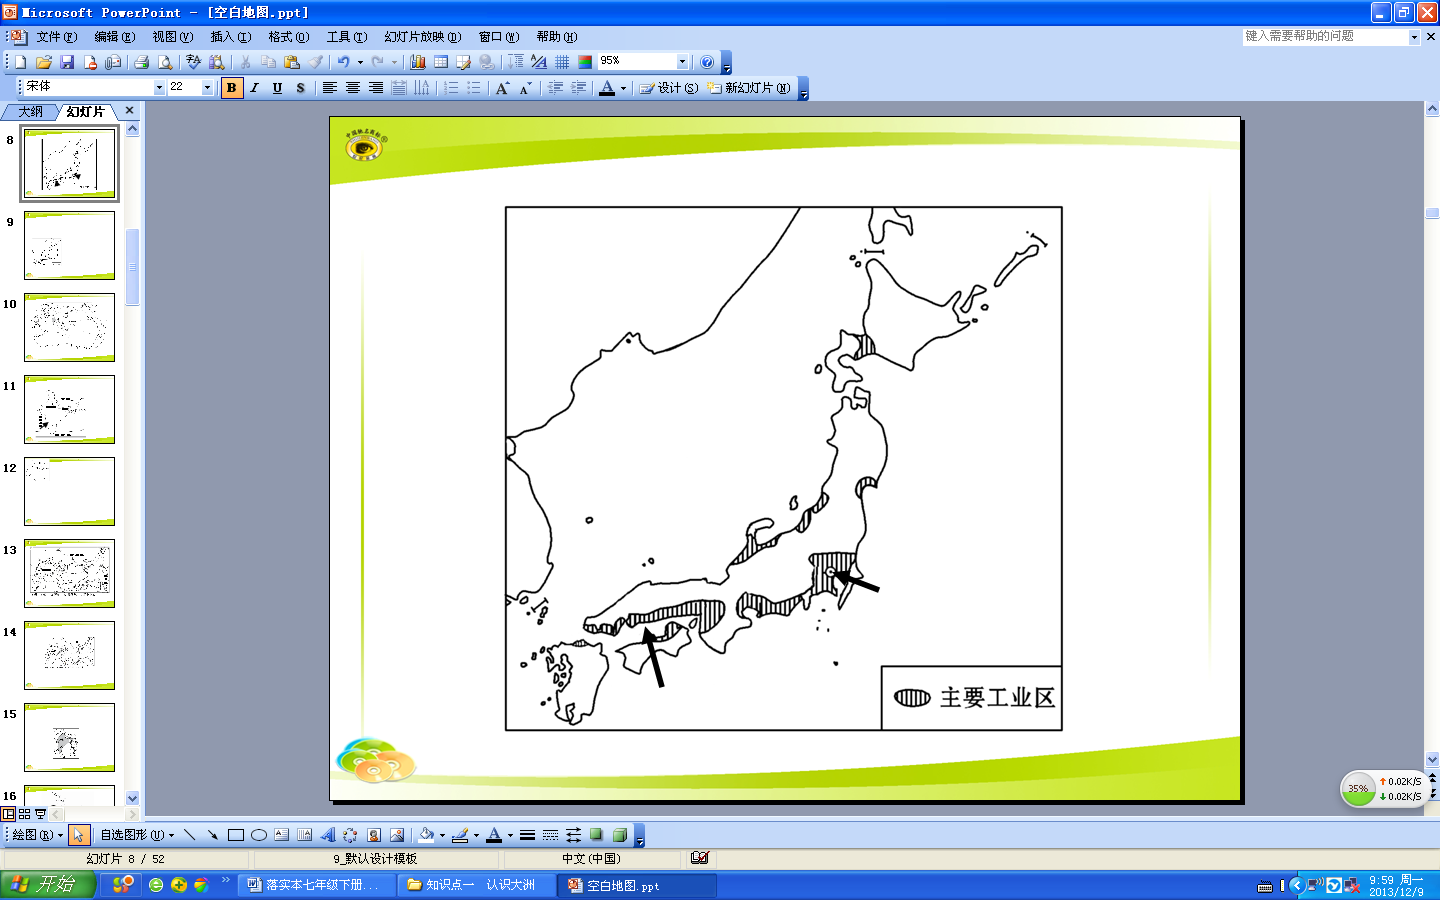 Microsoft PowerPoint - [空白地图.ppt]
文件(F) 编辑(E) 视图(V) 插入(I) 格式(O) 工具(T) 幻灯片放映(D) 窗口(W) 帮助(H) 键入需要帮助的问题
95%
宋体 22 B I U S A A A 设计(S) 新幻灯片(N)
大纲 幻灯片
8
9
10
11
12
13
14
15
16
主要工业区
35% 0.02K/S
0.02K/S
绘图(R) 自选图形(U) A
幻灯片 8 / 52 9_默认设计模板 中文(中国)
开始 落实本七年级下册... 知识点一 认识大洲 空白地图.ppt 9:59 周一
2013/12/9